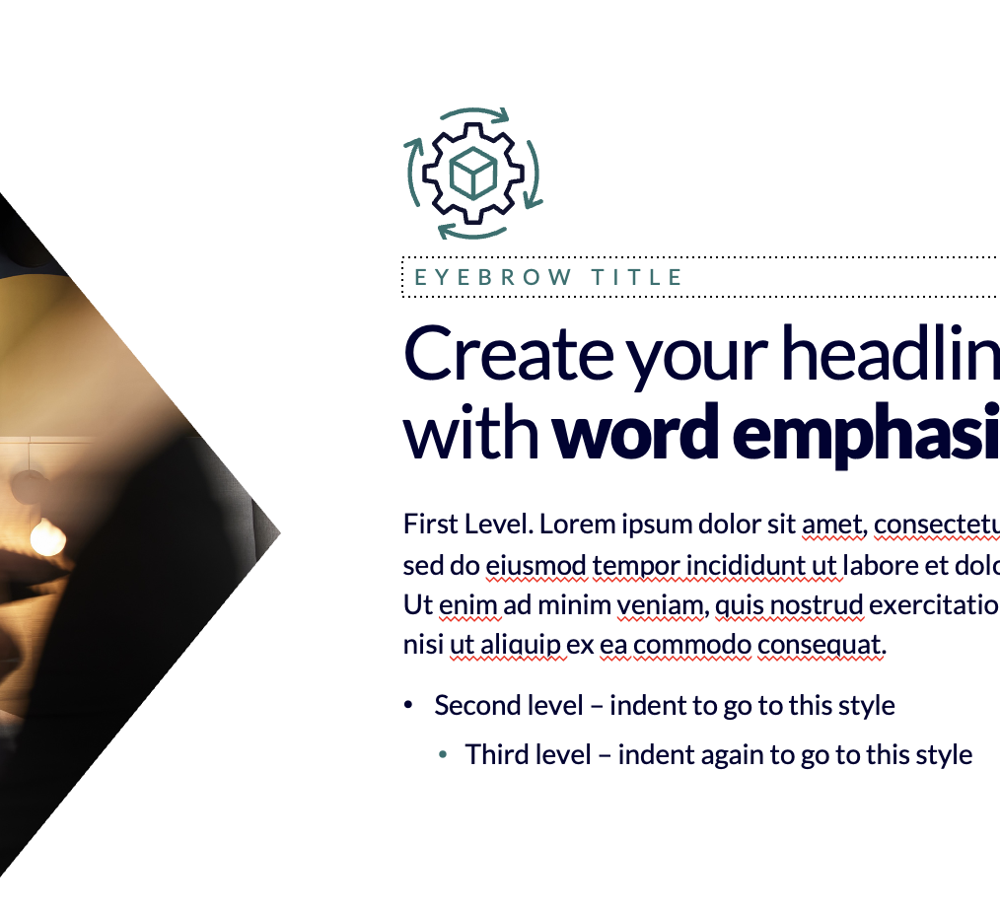 EYEBROW TITLE
Create your headlin
with word emphasi
First Level. Lorem ipsum dolor sit amet, consectetu
sed do eiusmod tempor incididunt ut labore et dolo
Ut enim ad minim veniam, quis nostrud exercitatio
nisi ut aliquip ex ea commodo consequat.
• Second level – indent to go to this style
• Third level – indent again to go to this style